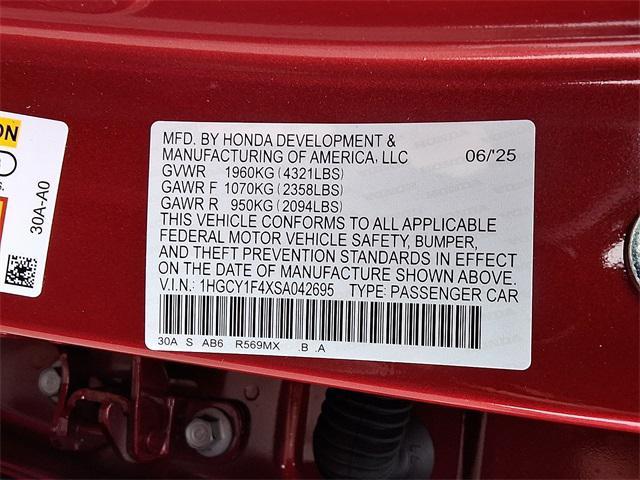 MFD. BY HONDA DEVELOPMENT &
MANUFACTURING OF AMERICA, LLC 06/'25
GVWR 1960KG (4321LBS)
GAWR F 1070KG (2358LBS)
GAWR R 950KG (2094LBS)
THIS VEHICLE CONFORMS TO ALL APPLICABLE
FEDERAL MOTOR VEHICLE SAFETY, BUMPER,
AND THEFT PREVENTION STANDARDS IN EFFECT
ON THE DATE OF MANUFACTURE SHOWN ABOVE.
V.I.N.: 1HGCY1F4XSA042695 TYPE: PASSENGER CAR
30A S AB6 R569MX .B .A
ON
30A-A0